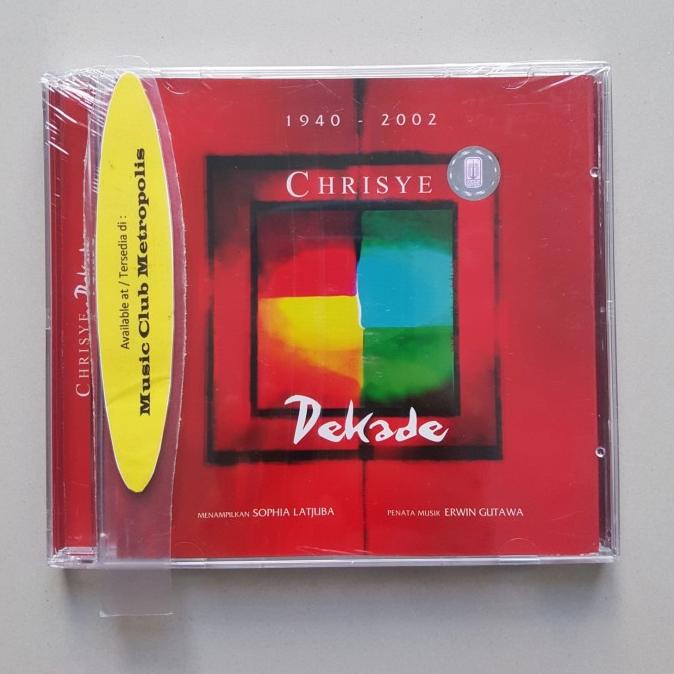 1940 - 2002
CHRISYE
Dekade
MENAMPILKAN SOPHIA LATJUBA
PENATA MUSIK ERWIN GUTAWA
Available at / Tersedia di :
Music Club Metropolis
CHRISYE Dekade